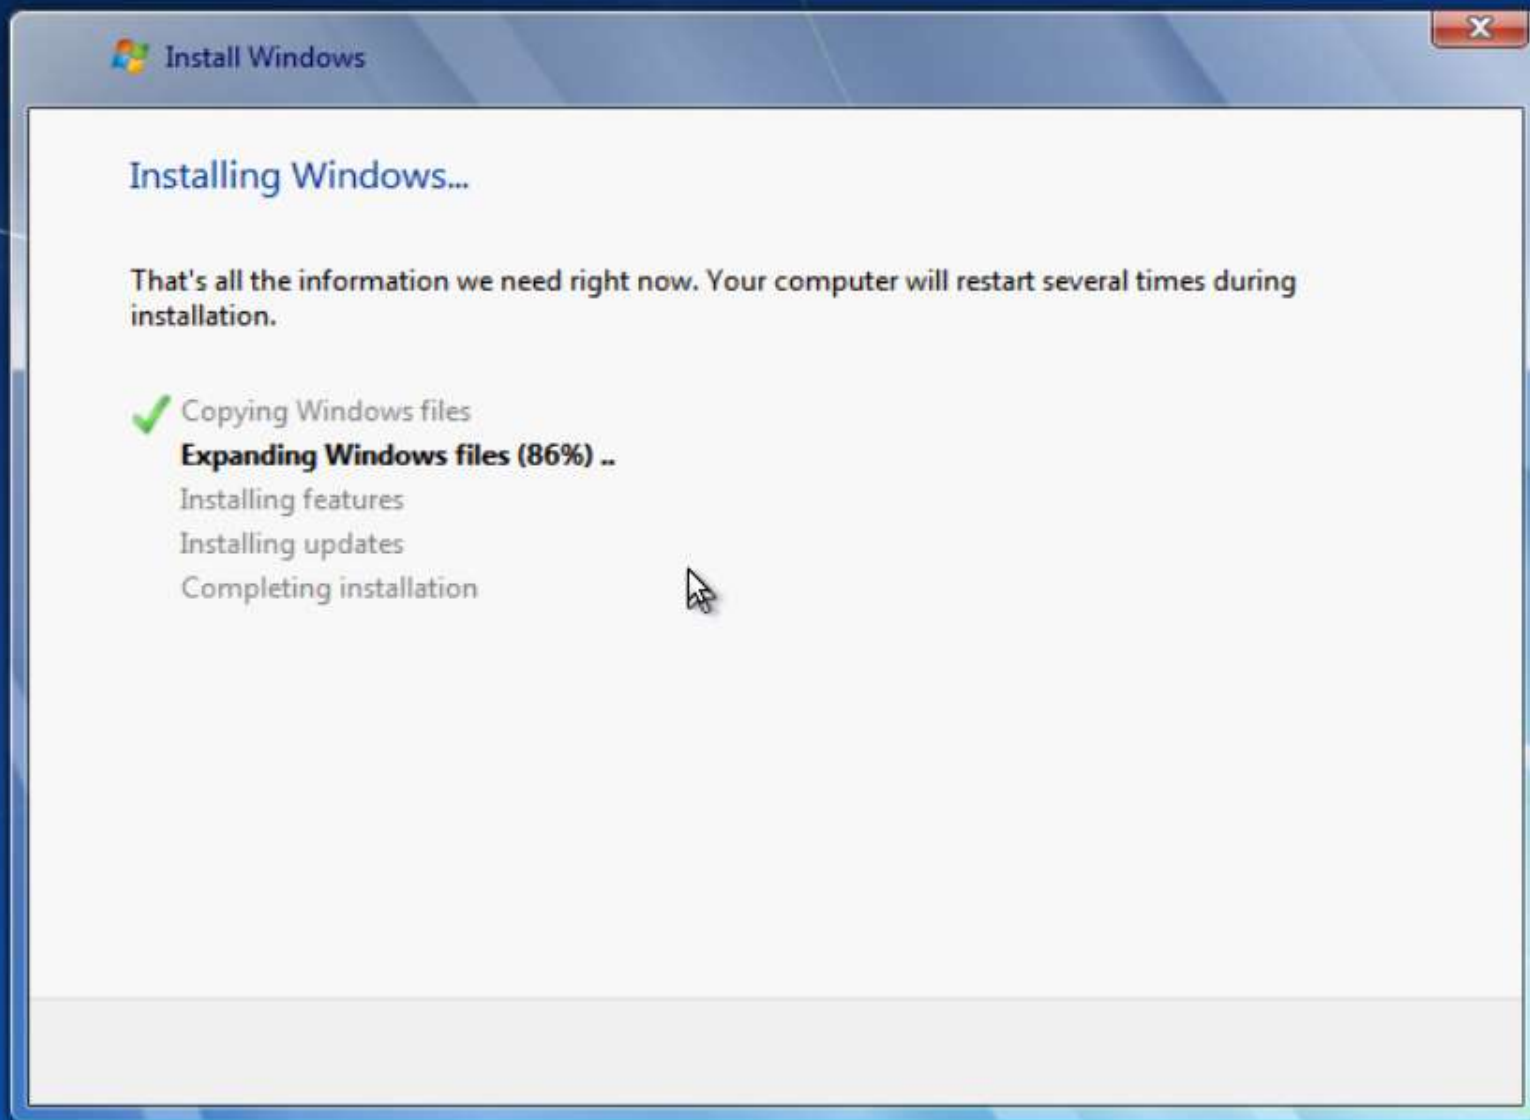 Install Windows
Installing Windows...
That's all the information we need right now. Your computer will restart several times during
installation.
Copying Windows files
Expanding Windows files (86%) ..
Installing features
Installing updates
Completing installation